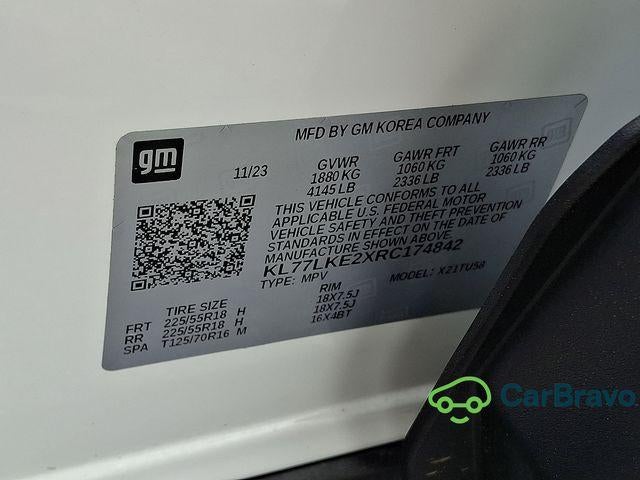 MFD BY GM KOREA COMPANY
gm
11/23
GVWR
1880 KG
4145 LB
GAWR FRT
1060 KG
2336 LB
GAWR RR
1060 KG
2336 LB
THIS VEHICLE CONFORMS TO ALL
APPLICABLE U.S. FEDERAL MOTOR
VEHICLE SAFETY AND THEFT PREVENTION
STANDARDS IN EFFECT ON THE DATE OF
MANUFACTURE SHOWN ABOVE.
KL77LKE2XRC174842
TYPE: MPV MODEL: X21TU58
TIRE SIZE RIM
FRT 225/55R18 H 18X7.5J
RR 225/55R18 H 18X7.5J
SPA T125/70R16 M 16X4BT
CarBravo